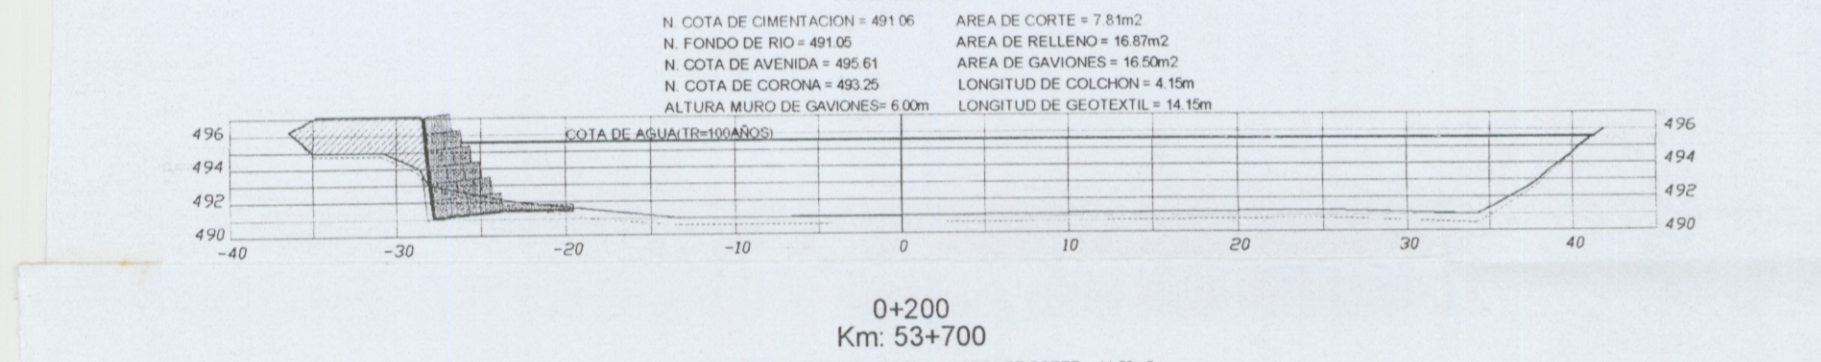 N. COTA DE CIMENTACION = 491.06 AREA DE CORTE = 7.81m2
N. FONDO DE RIO = 491.05 AREA DE RELLENO = 16.87m2
N. COTA DE AVENIDA = 495.61 AREA DE GAVIONES = 16.50m2
N. COTA DE CORONA = 493.25 LONGITUD DE COLCHON = 4.15m
ALTURA MURO DE GAVIONES= 6.00m LONGITUD DE GEOTEXTIL = 14.15m
COTA DE AGUA(TR=100AÑOS)
496 496
494 494
492 492
490 490
-40 -30 -20 -10 0 10 20 30 40
0+200
Km: 53+700